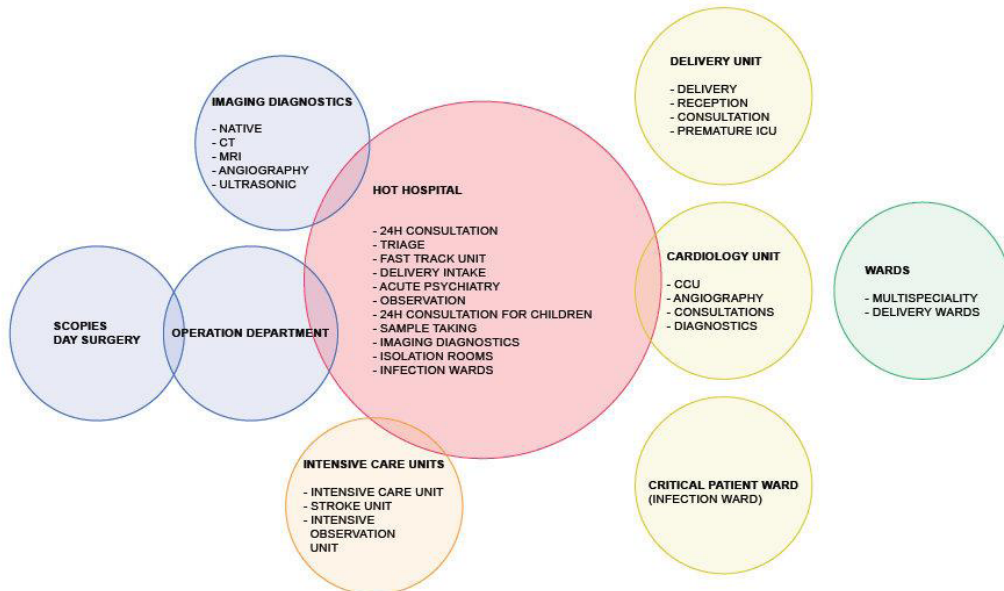 IMAGING DIAGNOSTICS
- NATIVE
- CT
- MRI
- ANGIOGRAPHY
- ULTRASONIC
SCOPIES
DAY SURGERY
OPERATION DEPARTMENT
HOT HOSPITAL
- 24H CONSULTATION
- TRIAGE
- FAST TRACK UNIT
- DELIVERY INTAKE
- ACUTE PSYCHIATRY
- OBSERVATION
- 24H CONSULTATION FOR CHILDREN
- SAMPLE TAKING
- IMAGING DIAGNOSTICS
- ISOLATION ROOMS
- INFECTION WARDS
INTENSIVE CARE UNITS
- INTENSIVE CARE UNIT
- STROKE UNIT
- INTENSIVE
OBSERVATION
UNIT
DELIVERY UNIT
- DELIVERY
- RECEPTION
- CONSULTATION
- PREMATURE ICU
CARDIOLOGY UNIT
- CCU
- ANGIOGRAPHY
- CONSULTATIONS
- DIAGNOSTICS
CRITICAL PATIENT WARD
(INFECTION WARD)
WARDS
- MULTISPECIALITY
- DELIVERY WARDS